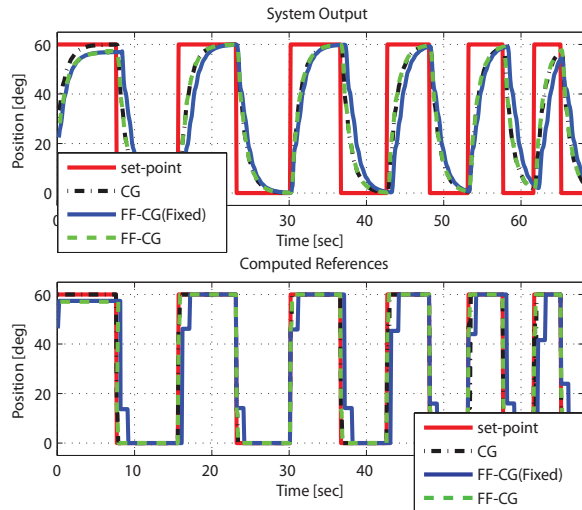 System Output
Position [deg]
60
40
20
0
set-point
CG
FF-CG(Fixed)
FF-CG
0
30
40
50
60
Time [sec]
Computed References
Position [deg]
60
40
20
0
set-point
CG
FF-CG(Fixed)
FF-CG
0
10
20
30
40
Time [sec]